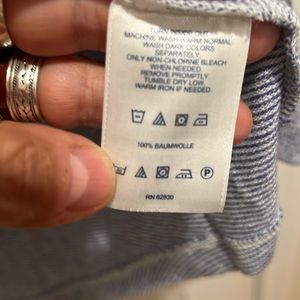 TURN INSIDE OUT.
MACHINE WASH WARM NORMAL
WASH DARK COLORS
SEPARATELY.
ONLY NON-CHLORINE BLEACH
WHEN NEEDED.
REMOVE PROMPTLY
TUMBLE DRY LOW.
WARM IRON IF NEEDED.
100% BAUMWOLLE
P
RN 62830